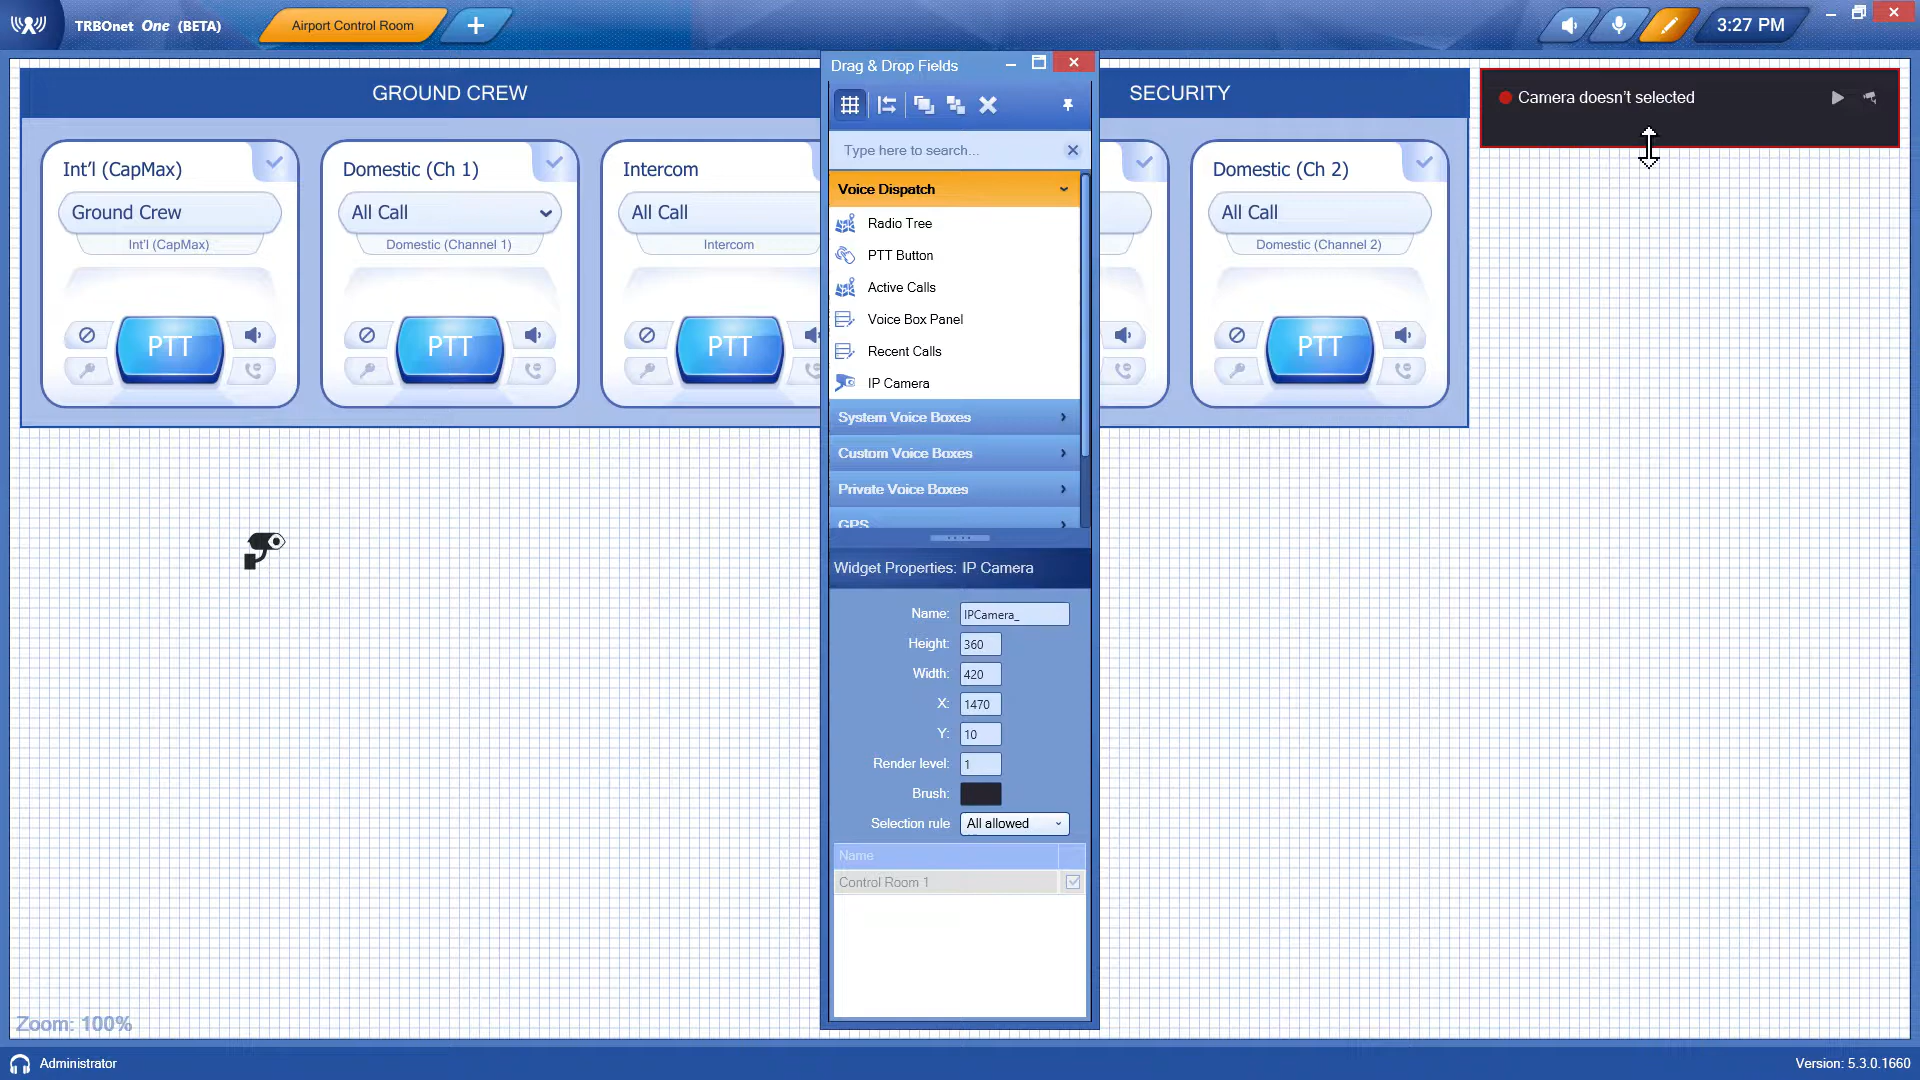 TRBOnet One (BETA)
Airport Control Room
3:27 PM
GROUND CREW
Drag & Drop Fields
SECURITY
Camera doesn't selected
Int'l (CapMax)
Ground Crew
Int'l (CapMax)
PTT
Domestic (Ch 1)
All Call
Domestic (Channel 1)
PTT
Intercom
All Call
Intercom
PTT
Type here to search...
Voice Dispatch
Radio Tree
PTT Button
Active Calls
Voice Box Panel
Recent Calls
IP Camera
System Voice Boxes
Custom Voice Boxes
Private Voice Boxes
GPS
Domestic (Ch 2)
All Call
Domestic (Channel 2)
PTT
Widget Properties: IP Camera
Name: IPCamera_
Height: 360
Width: 420
X: 1470
Y: 10
Render level: 1
Brush:
Selection rule All allowed
Name
Control Room 1
Zoom: 100%
Administrator
Version: 5.3.0.1660